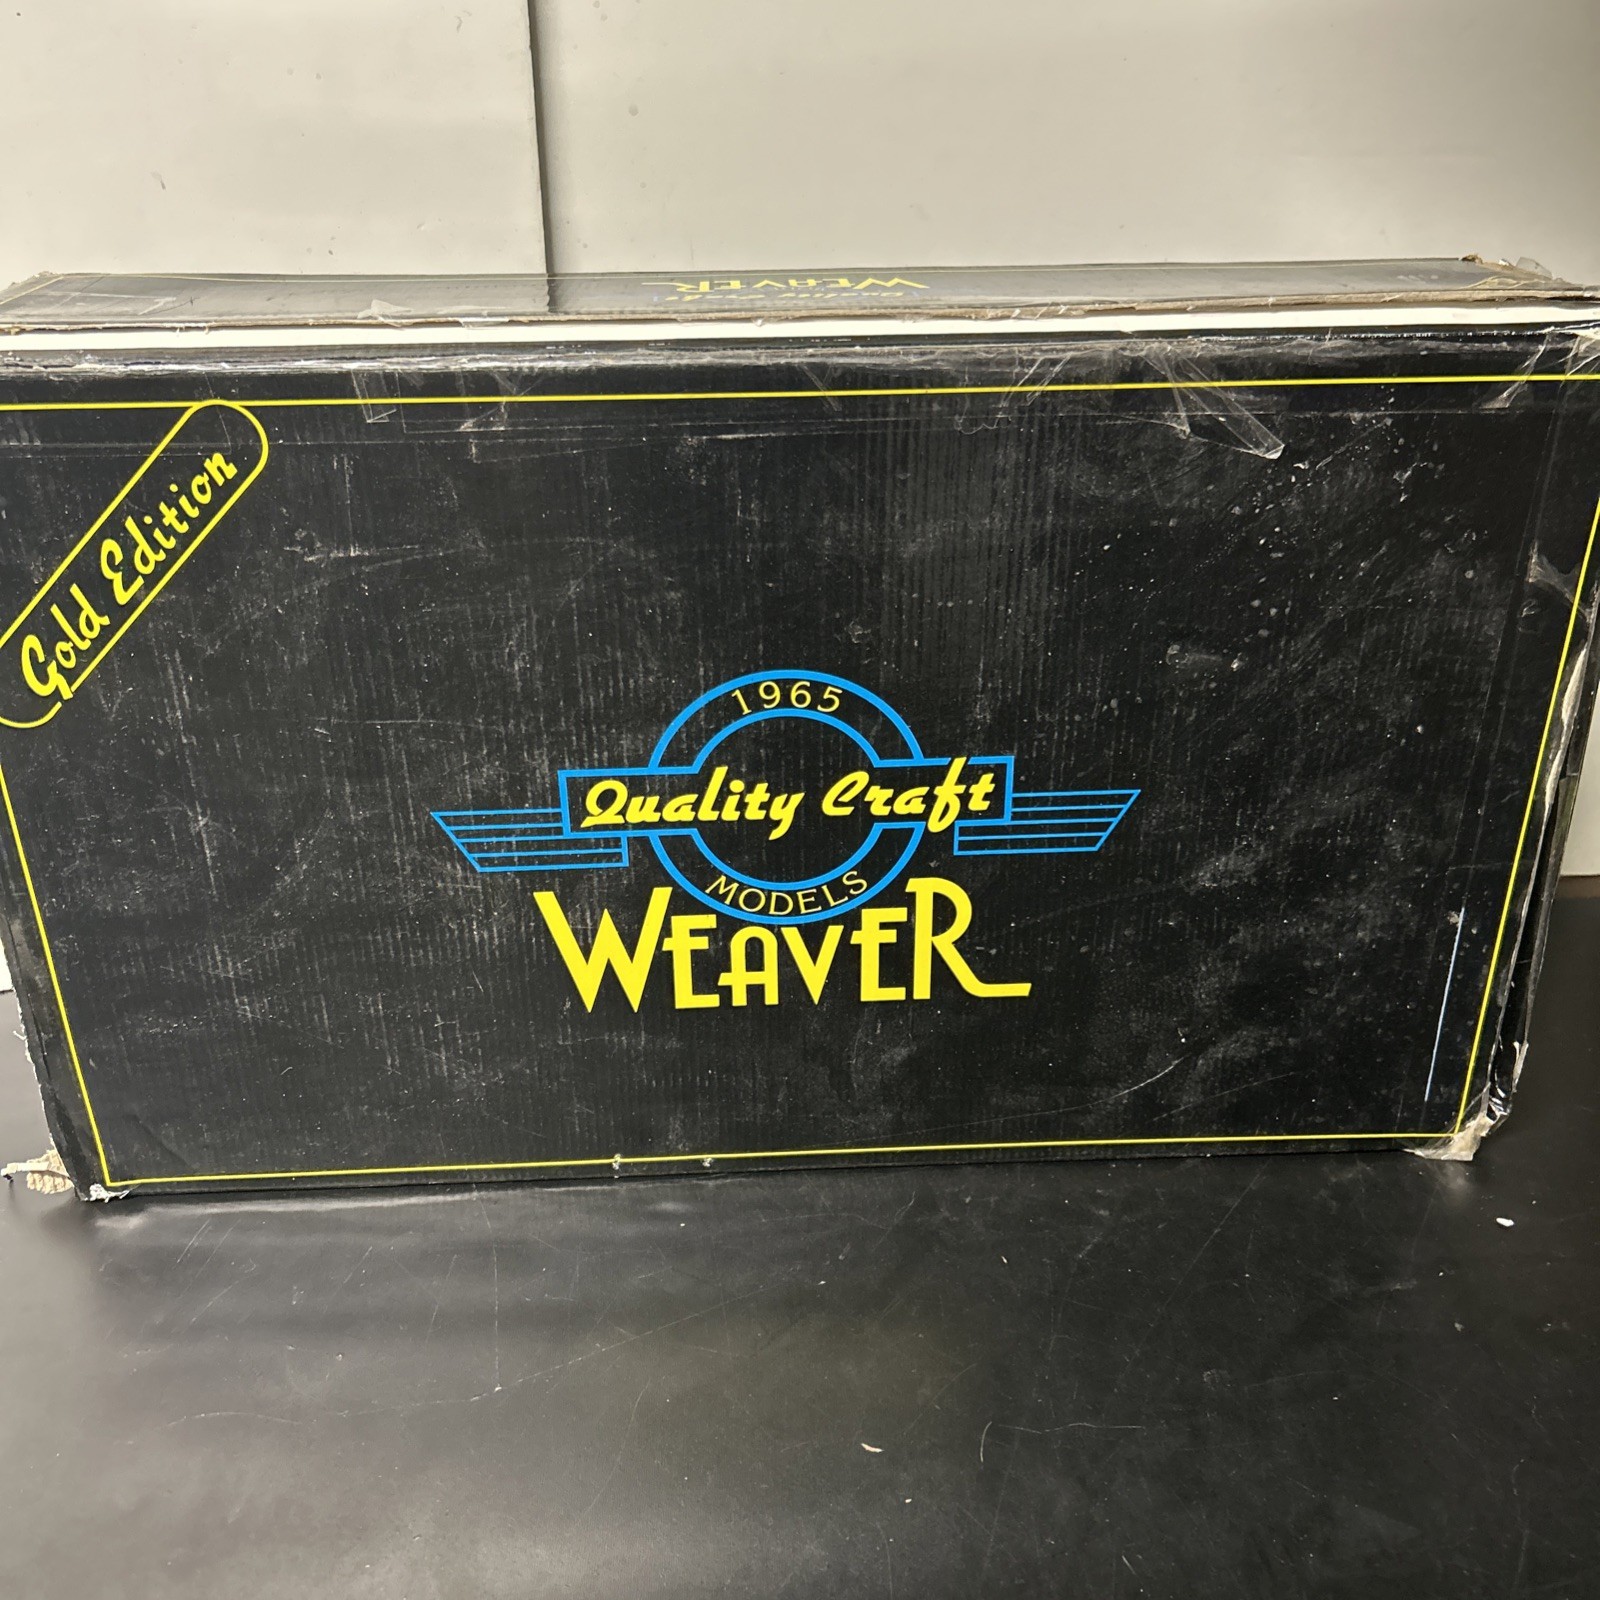 WEAVER
Quality Craft
Gold Edition
1965
Quality Craft
MODELS
WEAVER